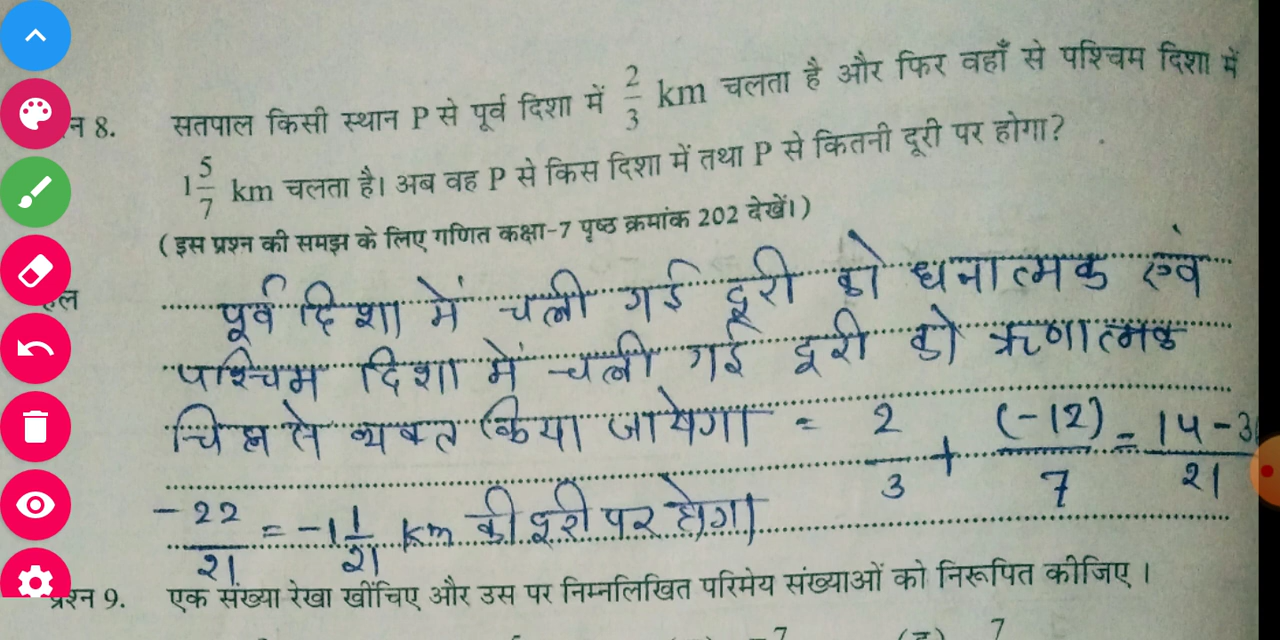 न 8. सतपाल किसी स्थान P से पूर्व दिशा में 2/3 km चलता है और फिर वहाँ से पश्चिम दिशा में
1 5/7 km चलता है। अब वह P से किस दिशा में तथा P से कितनी दूरी पर होगा?
(इस प्रश्न की समझ के लिए गणित कक्षा-7 पृष्ठ क्रमांक 202 देखें।)
ल
पूर्व दिशा में चली गई दूरी को धनात्मक एवं
पश्चिम दिशा में चली गई दूरी को ऋणात्मक
चिह्न से व्यक्त किया जायेगा = 2/3 + (-12)/7 = 14-3/21
-22/21 = -1 1/21 km की दूरी पर होगा
प्रश्न 9. एक संख्या रेखा खींचिए और उस पर निम्नलिखित परिमेय संख्याओं को निरूपित कीजिए।